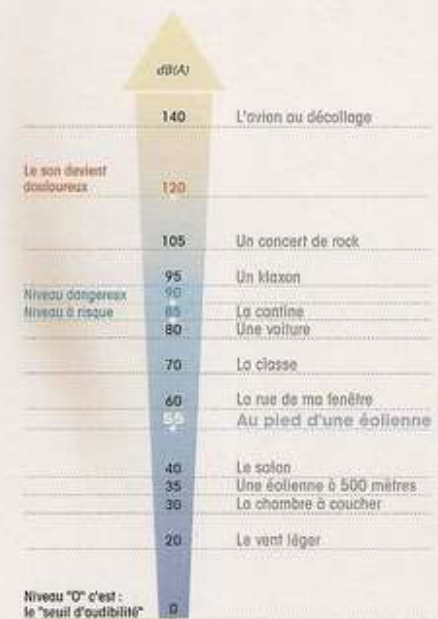 dB(A)
140 L'avion au décollage
Le son devient
douloureux 120
105 Un concert de rock
95 Un klaxon
Niveau dangereux 90
Niveau à risque 85 La cantine
80 Une voiture
70 La classe
60 La rue de ma fenêtre
55 Au pied d'une éolienne
40 Le salon
35 Une éolienne à 500 mètres
30 La chambre à coucher
20 Le vent léger
Niveau "0" c'est :
le "seuil d'audibilité" 0